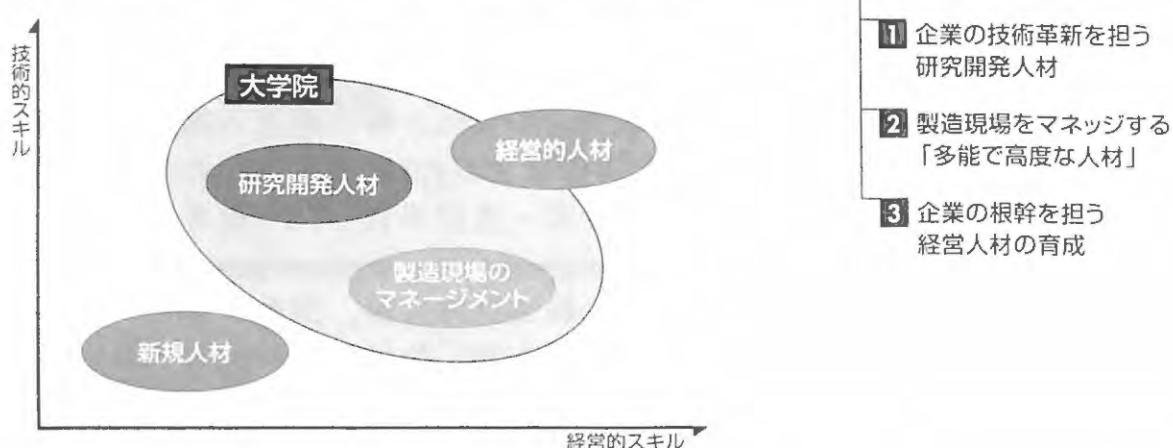 技術的スキル
大学院
経営的人材
研究開発人材
製造現場の
マネージメント
新規人材
経営的スキル
1 企業の技術革新を担う
研究開発人材
2 製造現場をマネッジする
「多能で高度な人材」
3 企業の根幹を担う
経営人材の育成